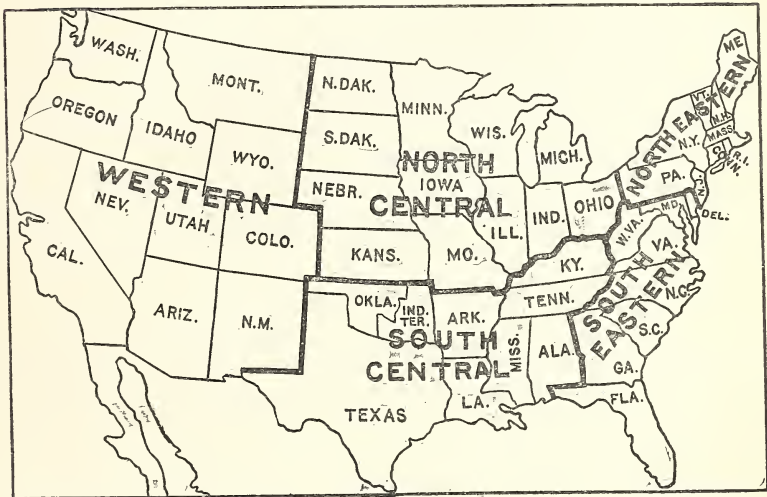 WASH.
OREGON
IDAHO
MONT.
WYO.
WESTERN
NEV.
UTAH
COLO.
CAL.
ARIZ.
N.M.
N.DAK.
S.DAK.
NEBR.
KANS.
MINN.
WIS.
MICH.
NORTH
IOWA
CENTRAL
ILL.
IND.
OHIO
MO.
OKLA.
IND.
TER.
ARK.
SOUTH
CENTRAL
TEXAS
LA.
MISS.
ALA.
TENN.
KY.
ME
NORTH EASTERN
VT.
N.H.
MASS
R.I.
N.Y.
PA.
N.J.
DEL.
MD.
W.VA.
VA.
SOUTH
EASTERN
N.C.
S.C.
GA.
FLA.